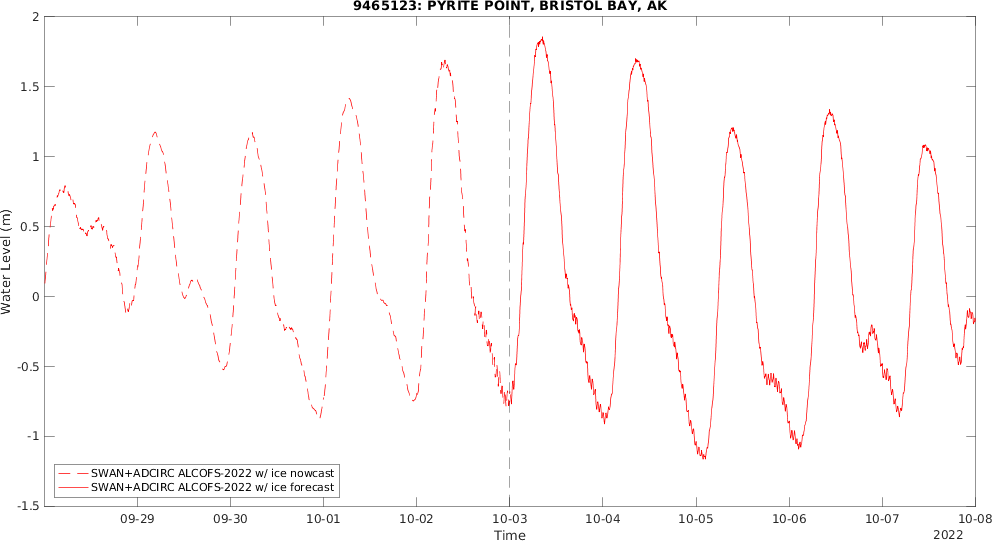 9465123: PYRITE POINT, BRISTOL BAY, AK
2
1.5
1
0.5
0
-0.5
-1
-1.5
Water Level (m)
SWAN+ADCIRC ALCOFS-2022 w/ ice nowcast
SWAN+ADCIRC ALCOFS-2022 w/ ice forecast
09-29 09-30 10-01 10-02 10-03 10-04 10-05 10-06 10-07 10-08
Time
2022